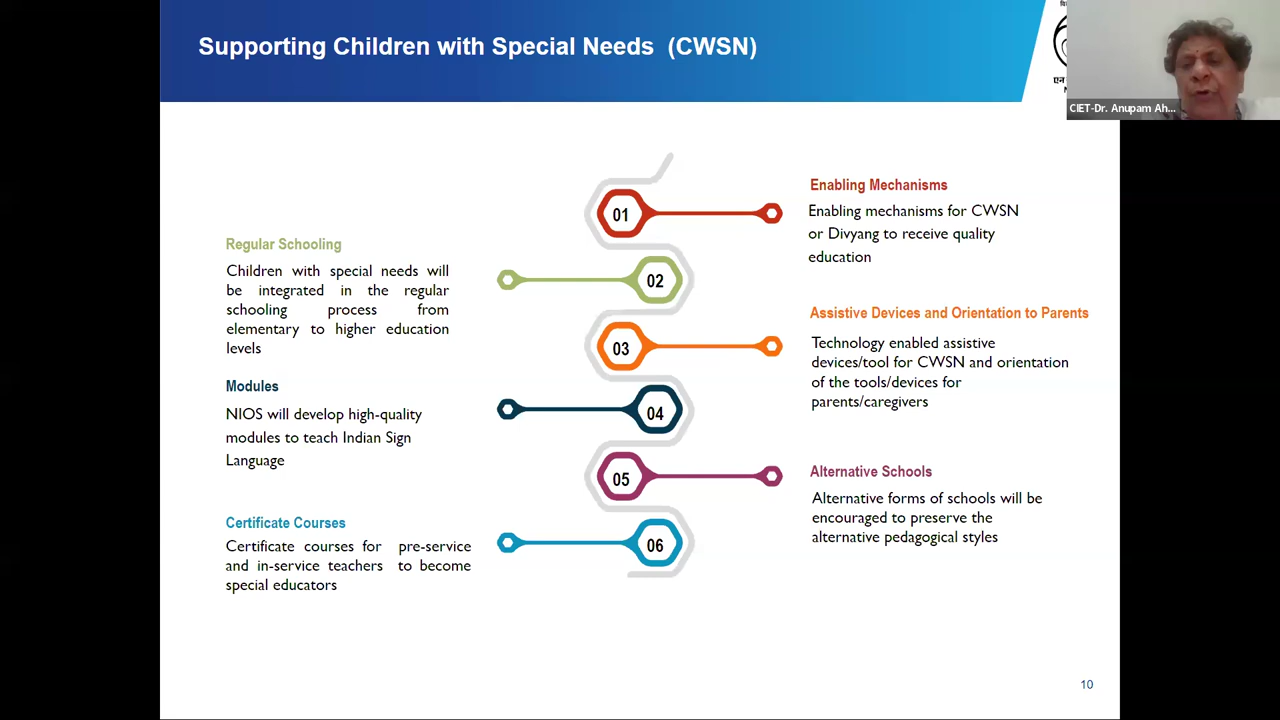 Supporting Children with Special Needs (CWSN)
CIET-Dr. Anupam Ah...
01
Enabling Mechanisms
Enabling mechanisms for CWSN
or Divyang to receive quality
education
Regular Schooling
Children with special needs will
be integrated in the regular
schooling process from
elementary to higher education
levels
02
03
Assistive Devices and Orientation to Parents
Technology enabled assistive
devices/tool for CWSN and orientation
of the tools/devices for
parents/caregivers
Modules
NIOS will develop high-quality
modules to teach Indian Sign
Language
04
05
Alternative Schools
Alternative forms of schools will be
encouraged to preserve the
alternative pedagogical styles
Certificate Courses
Certificate courses for pre-service
and in-service teachers to become
special educators
06
10